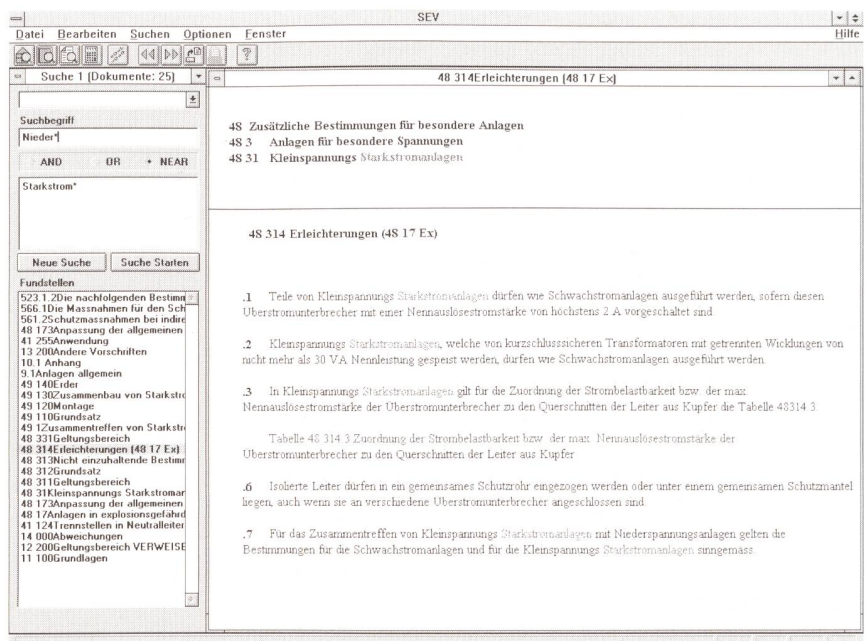 SEV
Datei Bearbeiten Suchen Optionen Fenster Hilfe
Suche 1 (Dokumente: 25)
Suchbegriff
Nieder*
AND OR NEAR
Starkstrom*
Neue Suche Suche Starten
Fundstellen
523.1.2Die nachfolgenden Bestimm
566.1Die Massnahmen für den Sch
561.2Schutzmassnahmen bei indire
48 173Anpassung der allgemeinen
41 255Anwendung
13 200Andere Vorschriften
10.1 Anhang
9.1Anlagen allgemein
49 140Erder
49 130Zusammenbau von Starkstro
49 120Montage
49 110Grundsatz
49 1Zusammentreffen von Starkstr
48 331Geltungsbereich
48 314Erleichterungen (48 17 Ex)
48 313Nicht einzuhaltende Bestimm
48 312Grundsatz
48 311Geltungsbereich
48 31Kleinspannungs Starkstromar
48 173Anpassung der allgemeinen
48 17Anlagen in explosionsgefährd
41 124Trennstellen in Neutralleiter
14 000Abweichungen
12 200Geltungsbereich VERWEISE
11 100Grundlagen
48 314Erleichterungen (48 17 Ex)
48 Zusätzliche Bestimmungen für besondere Anlagen
48 3 Anlagen für besondere Spannungen
48 31 Kleinspannungs Starkstromanlagen
48 314 Erleichterungen (48 17 Ex)
.1 Teile von Kleinspannungs Starkstromanlagen dürfen wie Schwachstromanlagen ausgeführt werden, sofern diesen
Überstromunterbrecher mit einer Nennauslösestromstärke von höchstens 2 A vorgeschaltet sind.
.2 Kleinspannungs Starkstromanlagen, welche von kurzschlusssicheren Transformatoren mit getrennten Wicklungen von
nicht mehr als 30 VA Nennleistung gespeist werden, dürfen wie Schwachstromanlagen ausgeführt werden.
.3 In Kleinspannungs Starkstromanlagen gilt für die Zuordnung der Strombelastbarkeit bzw. der max.
Nennauslösestromstärke der Überstromunterbrecher zu den Querschnitten der Leiter aus Kupfer die Tabelle 48314.3.
Tabelle 48 314.3 Zuordnung der Strombelastbarkeit bzw. der max. Nennauslösestromstärke der
Überstromunterbrecher zu den Querschnitten der Leiter aus Kupfer
.6 Isolierte Leiter dürfen in ein gemeinsames Schutzrohr eingezogen werden oder unter einem gemeinsamen Schutzmantel
liegen, auch wenn sie an verschiedene Überstromunterbrecher angeschlossen sind.
.7 Für das Zusammentreffen von Kleinspannungs Starkstromanlagen mit Niederspannungsanlagen gelten die
Bestimmungen für die Schwachstromanlagen und für die Kleinspannungs Starkstromanlagen sinngemäss.